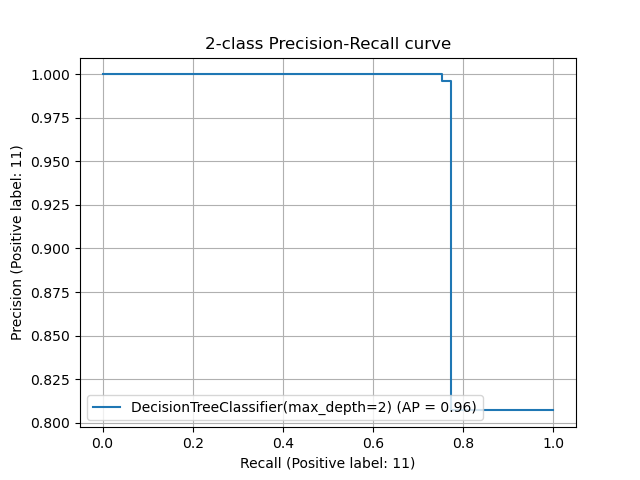 2-class Precision-Recall curve
1.000
0.975
0.950
0.925
0.900
0.875
0.850
0.825
0.800
Precision (Positive label: 11)
DecisionTreeClassifier(max_depth=2) (AP = 0.96)
0.0 0.2 0.4 0.6 0.8 1.0
Recall (Positive label: 11)